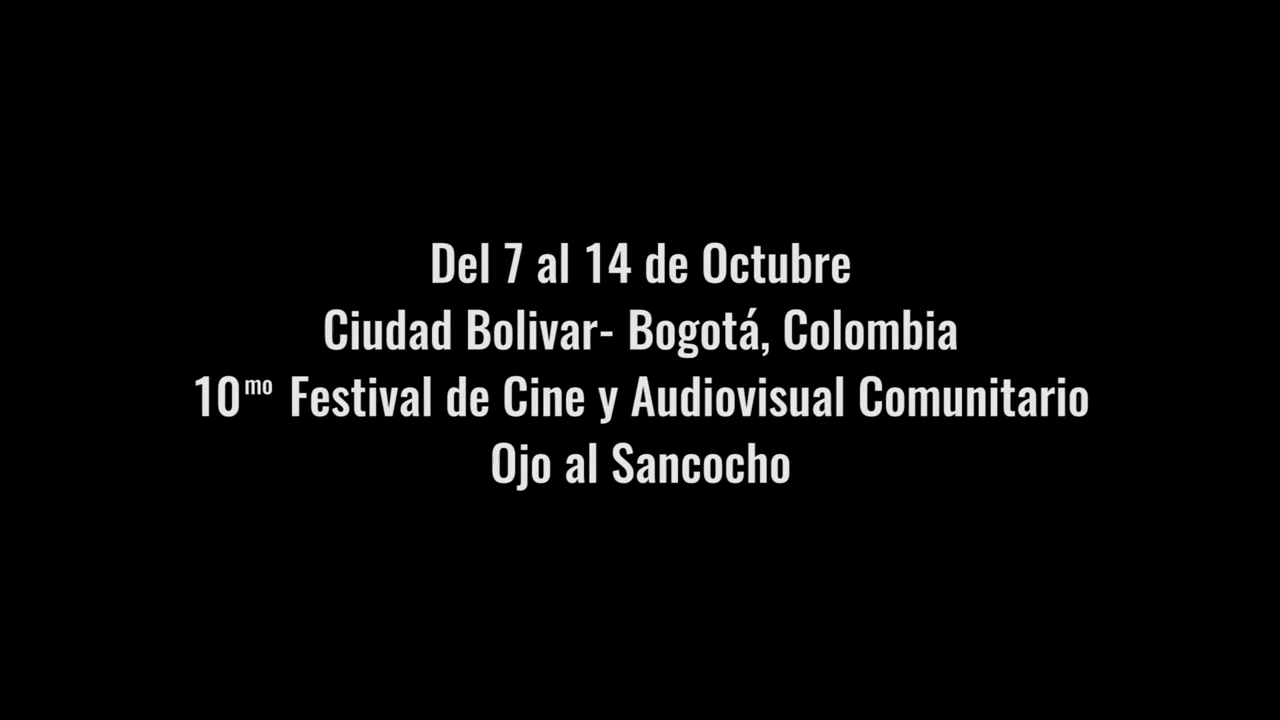 Del 7 al 14 de Octubre
Ciudad Bolivar- Bogotá, Colombia
10mo Festival de Cine y Audiovisual Comunitario
Ojo al Sancocho